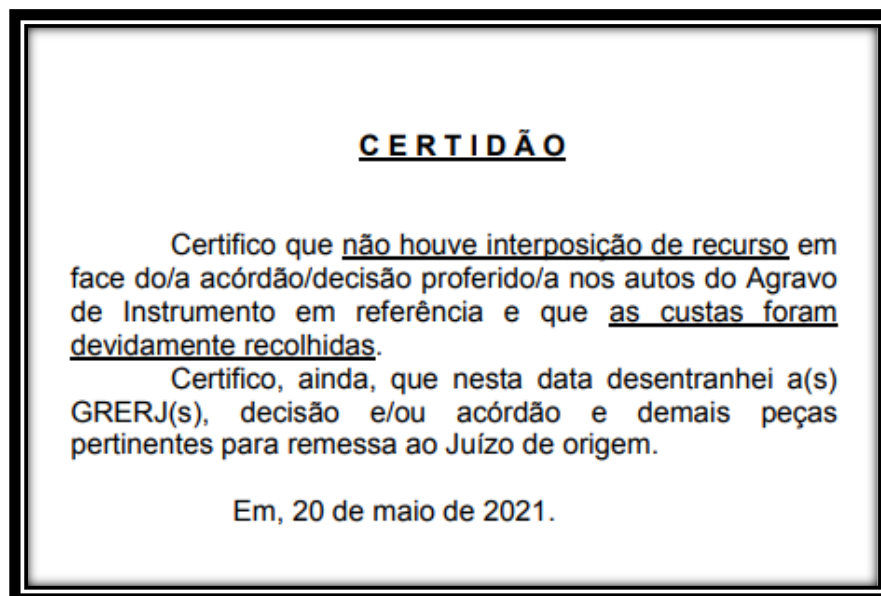 C E R T I D Ã O
Certifico que não houve interposição de recurso em
face do/a acórdão/decisão proferido/a nos autos do Agravo
de Instrumento em referência e que as custas foram
devidamente recolhidas.
Certifico, ainda, que nesta data desentranhei a(s)
GRERJ(s), decisão e/ou acórdão e demais peças
pertinentes para remessa ao Juízo de origem.
Em, 20 de maio de 2021.